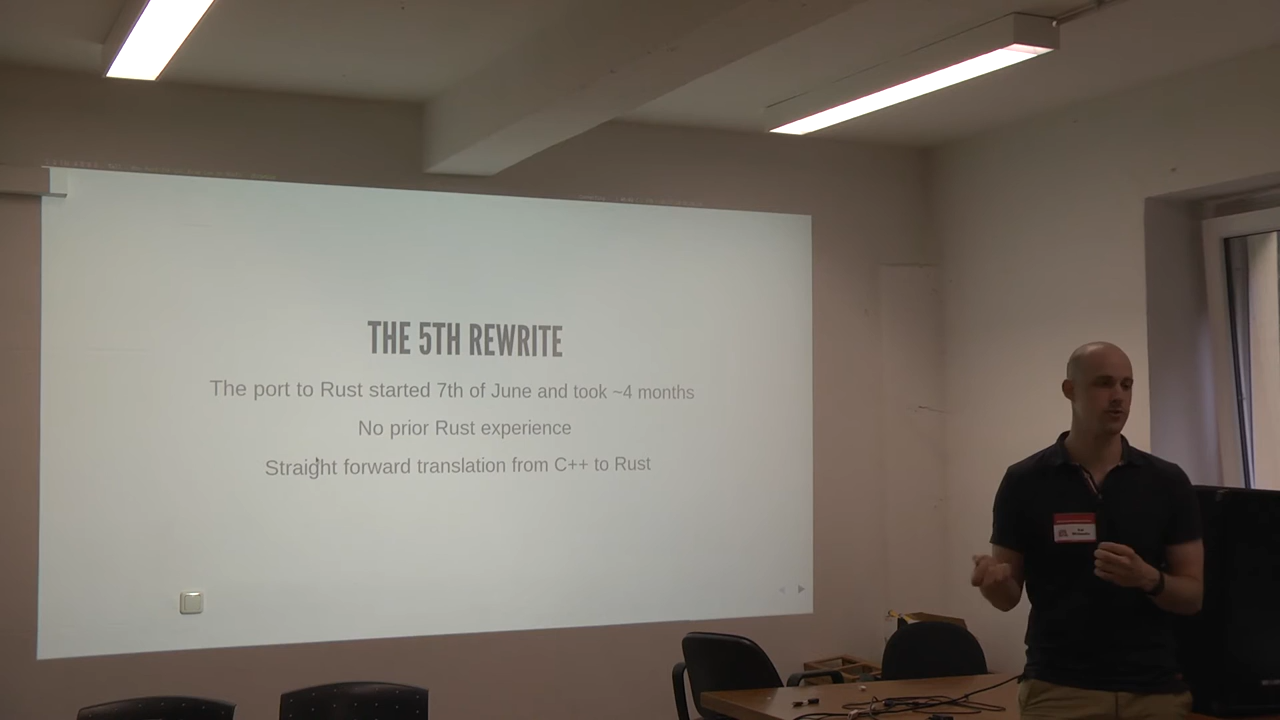 THE 5TH REWRITE
The port to Rust started 7th of June and took ~4 months
No prior Rust experience
Straight forward translation from C++ to Rust